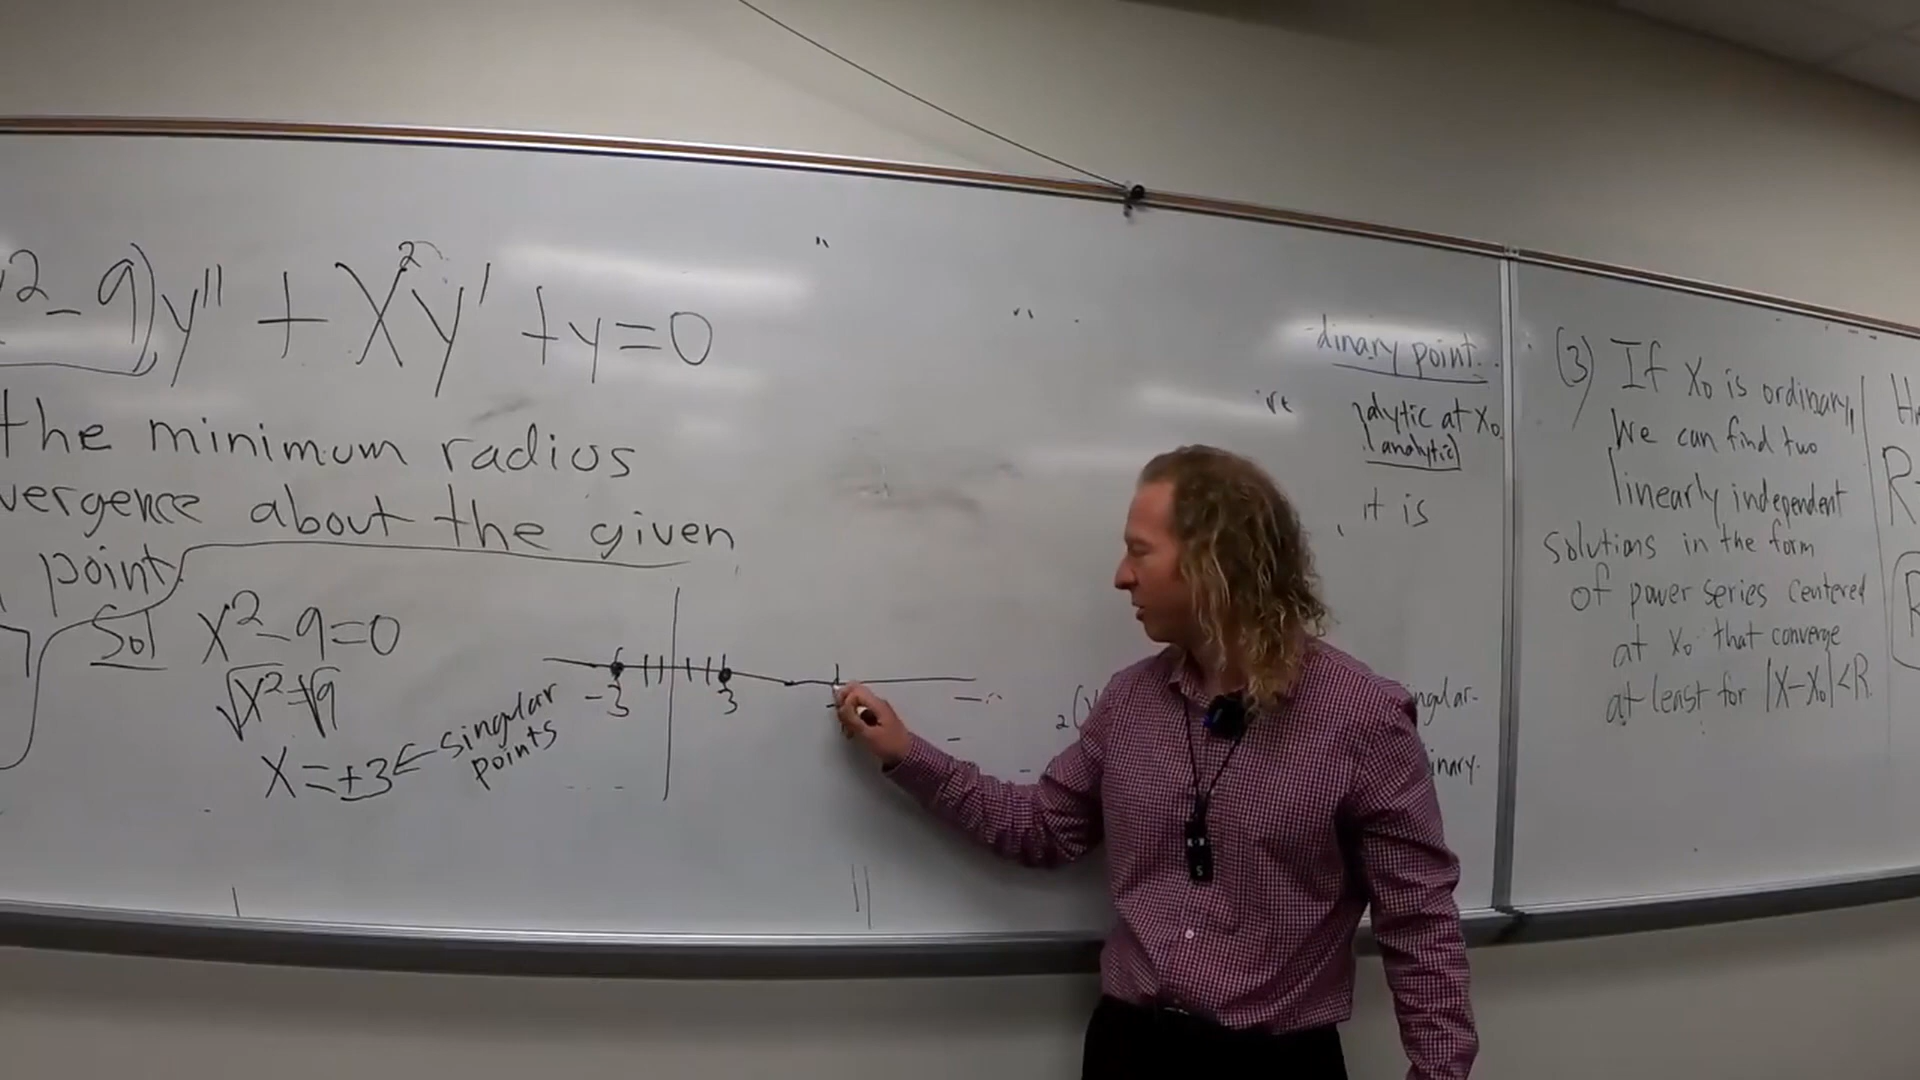 ²-9)y'' + X²y' + y = 0
the minimum radius
vergence about the given
point
Sol X²-9=0
√X²=√9
X=±3 ← singular points
-3 3
dinary point
alytic at X₀
(analytic)
it is
ngular.
inary.
(3) If X₀ is ordinary,
We can find two
linearly independent
Solutions in the form
of power series centered
at X₀ that converge
at least for |X-X₀|<R.
R